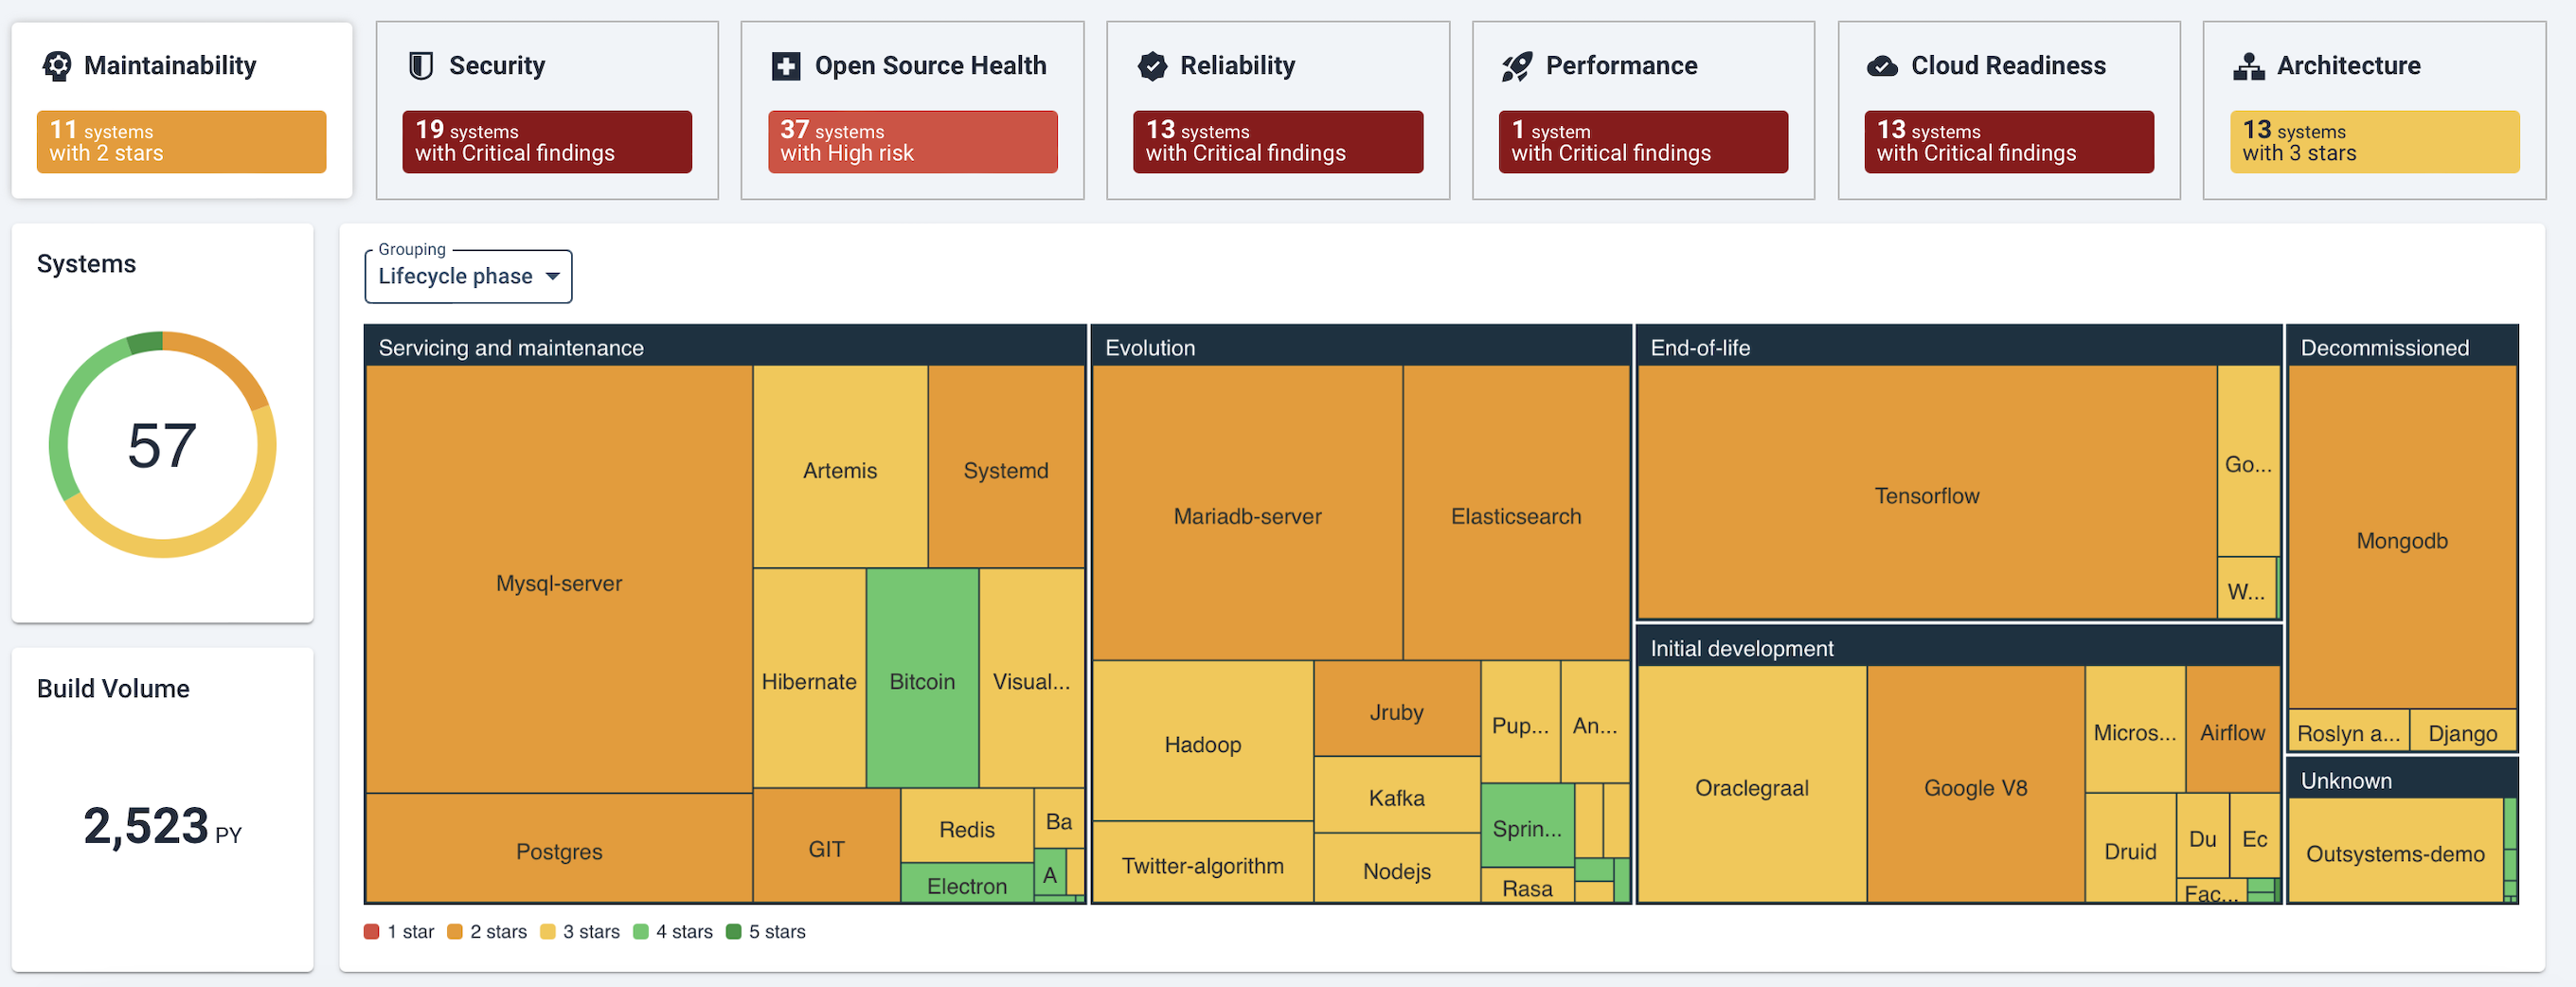 Maintainability
11 systems
with 2 stars
Security
19 systems
with Critical findings
Open Source Health
37 systems
with High risk
Reliability
13 systems
with Critical findings
Performance
1 system
with Critical findings
Cloud Readiness
13 systems
with Critical findings
Architecture
13 systems
with 3 stars
Systems
57
Build Volume
2,523 PY
Grouping
Lifecycle phase
Servicing and maintenance
Mysql-server
Artemis
Systemd
Hibernate
Bitcoin
Visual...
Postgres
GIT
Redis
Ba
Electron
A
Evolution
Mariadb-server
Elasticsearch
Hadoop
Jruby
Pup...
An...
Kafka
Sprin...
Twitter-algorithm
Nodejs
Rasa
End-of-life
Tensorflow
Go...
W...
Initial development
Oraclegraal
Google V8
Micros...
Airflow
Druid
Du
Ec
Fac...
Decommissioned
Mongodb
Roslyn a...
Django
Unknown
Outsystems-demo
1 star
2 stars
3 stars
4 stars
5 stars